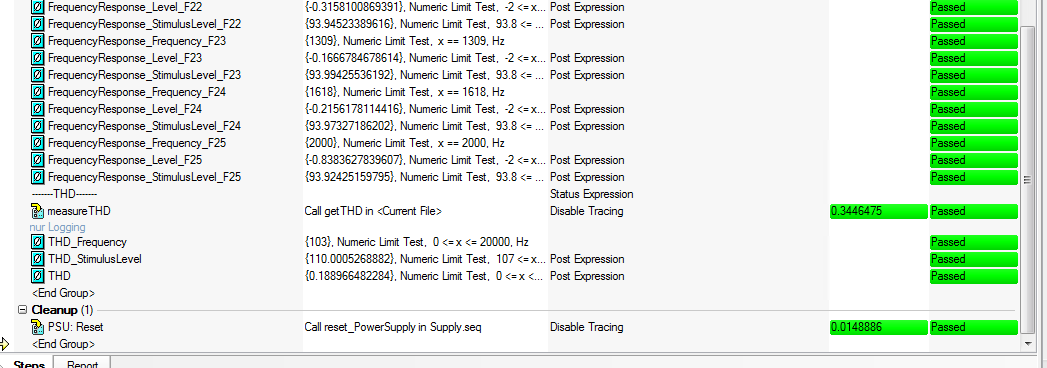 FrequencyResponse_Level_F22 {-0.3158100869391}, Numeric Limit Test, -2 <= x... Post Expression Passed
FrequencyResponse_StimulusLevel_F22 {93.94523389616}, Numeric Limit Test, 93.8 <= ... Post Expression Passed
FrequencyResponse_Frequency_F23 {1309}, Numeric Limit Test, x == 1309, Hz Passed
FrequencyResponse_Level_F23 {-0.1666784678614}, Numeric Limit Test, -2 <= x... Post Expression Passed
FrequencyResponse_StimulusLevel_F23 {93.99425536192}, Numeric Limit Test, 93.8 <= ... Post Expression Passed
FrequencyResponse_Frequency_F24 {1618}, Numeric Limit Test, x == 1618, Hz Passed
FrequencyResponse_Level_F24 {-0.2156178114416}, Numeric Limit Test, -2 <= x... Post Expression Passed
FrequencyResponse_StimulusLevel_F24 {93.97327186202}, Numeric Limit Test, 93.8 <= ... Post Expression Passed
FrequencyResponse_Frequency_F25 {2000}, Numeric Limit Test, x == 2000, Hz Passed
FrequencyResponse_Level_F25 {-0.8383627839607}, Numeric Limit Test, -2 <= x... Post Expression Passed
FrequencyResponse_StimulusLevel_F25 {93.92425159795}, Numeric Limit Test, 93.8 <= ... Post Expression Passed
-------THD------- Status Expression
measureTHD Call getTHD in <Current File> Disable Tracing 0.3446475 Passed
nur Logging
THD_Frequency {103}, Numeric Limit Test, 0 <= x <= 20000, Hz Passed
THD_StimulusLevel {110.0005268882}, Numeric Limit Test, 107 <= x... Post Expression Passed
THD {0.188966482284}, Numeric Limit Test, 0 <= x <... Post Expression Passed
<End Group>
Cleanup (1)
PSU: Reset Call reset_PowerSupply in Supply.seq Disable Tracing 0.0148886 Passed
<End Group>
Steps Report